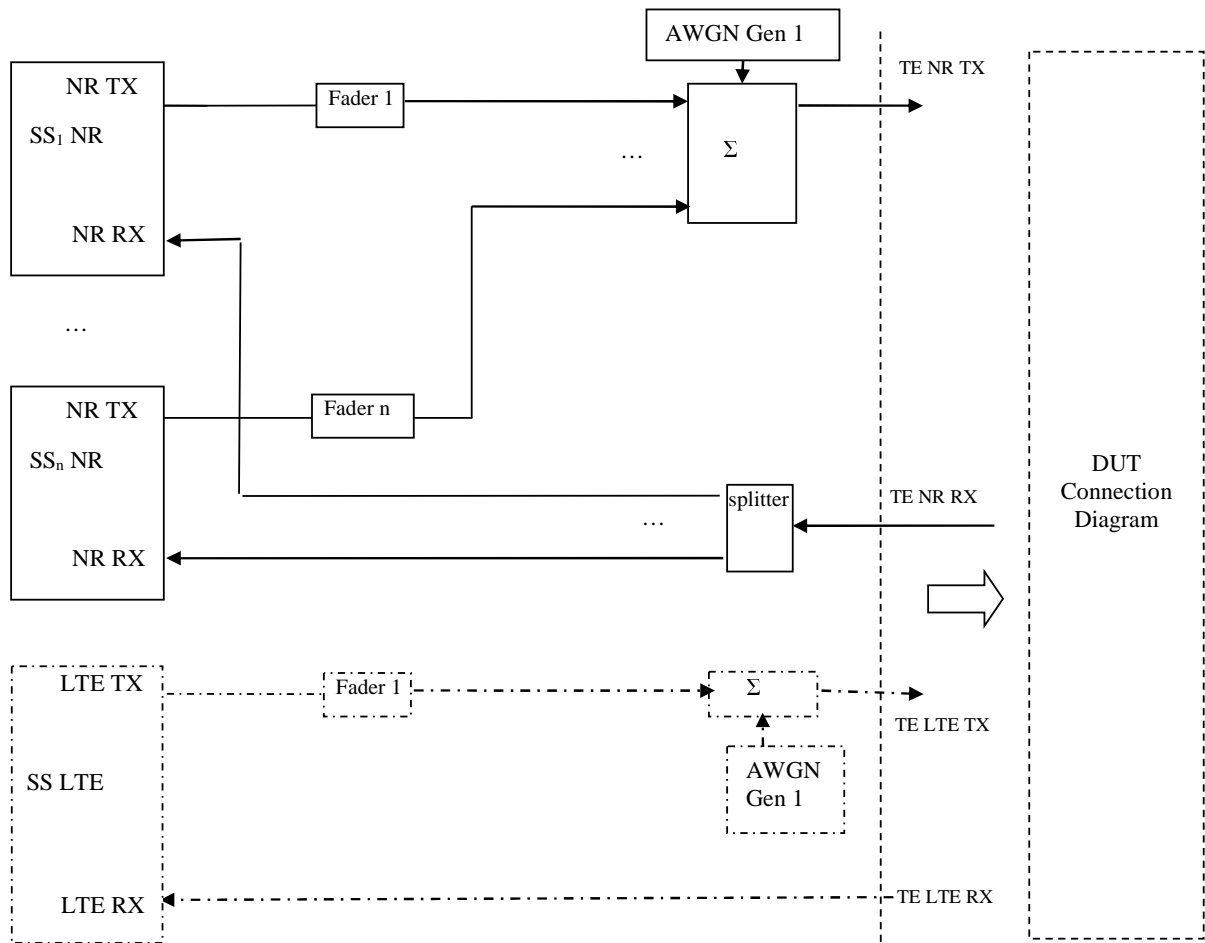 AWGN Gen 1
TE NR TX
NR TX
Fader 1
SS₁ NR
…
Σ
NR RX
…
NR TX
Fader n
SSₙ NR
DUT
Connection
Diagram
splitter
TE NR RX
…
NR RX
LTE TX
Fader 1
Σ
TE LTE TX
SS LTE
AWGN
Gen 1
LTE RX
TE LTE RX